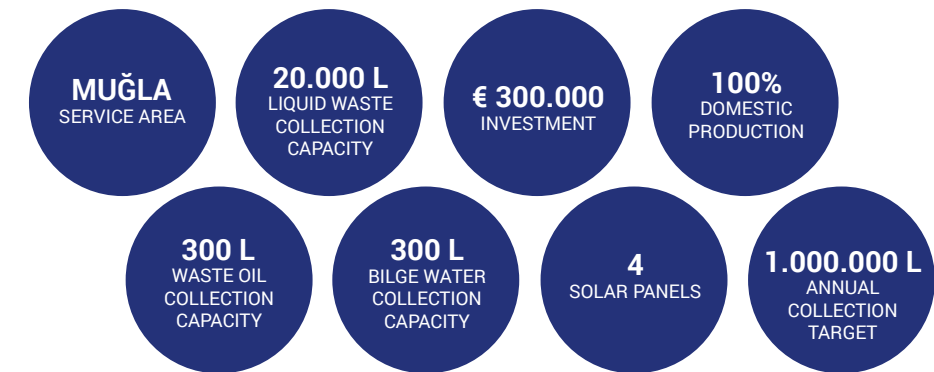 MUĞLA
SERVICE AREA
20.000 L
LIQUID WASTE
COLLECTION
CAPACITY
€ 300.000
INVESTMENT
100%
DOMESTIC
PRODUCTION
300 L
WASTE OIL
COLLECTION
CAPACITY
300 L
BILGE WATER
COLLECTION
CAPACITY
4
SOLAR PANELS
1.000.000 L
ANNUAL
COLLECTION
TARGET